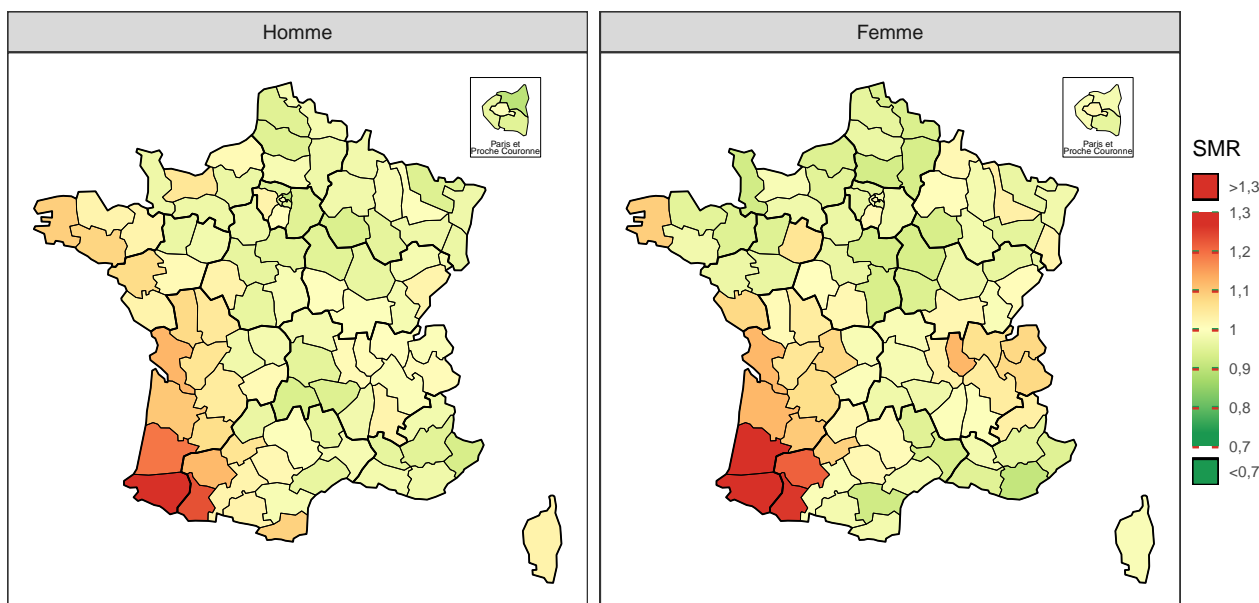 Homme
Femme
Paris et
Proche Couronne
Paris et
Proche Couronne
SMR
>1,3
1,3
1,2
1,1
1
0,9
0,8
0,7
<0,7